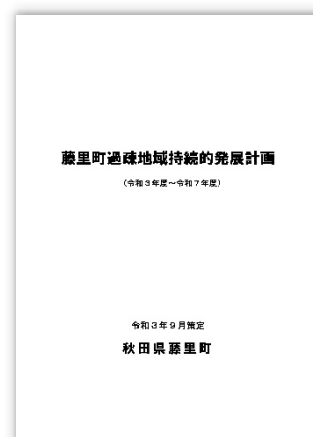 藤里町過疎地域持続的発展計画
（令和３年度～令和７年度）
令和３年９月策定
秋田県藤里町